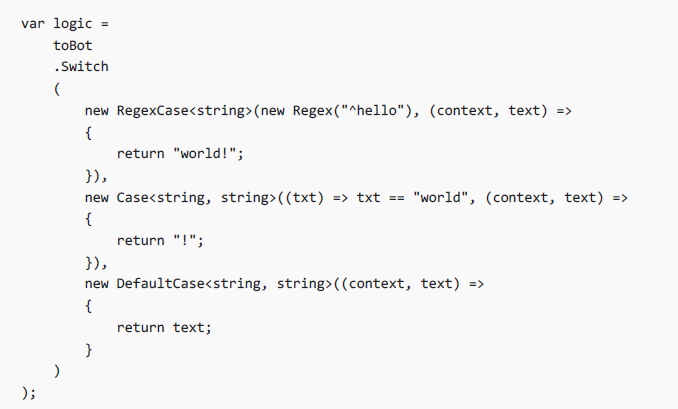 var logic =
    toBot
    .Switch
    (
        new RegexCase<string>(new Regex("^hello"), (context, text) =>
        {
            return "world!";
        }),
        new Case<string, string>((txt) => txt == "world", (context, text) =>
        {
            return "!";
        }),
        new DefaultCase<string, string>((context, text) =>
        {
            return text;
        }
    )
);